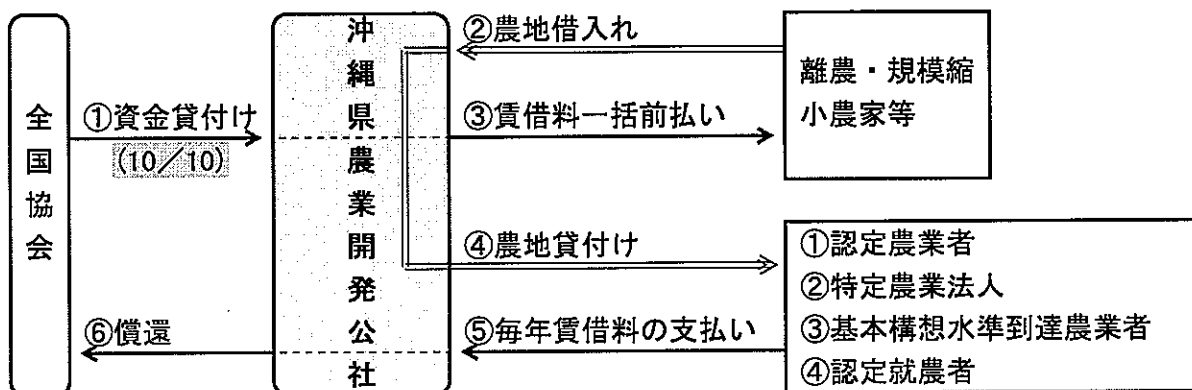 全国協会
①資金貸付け
(10／10)
⑥償還
沖縄県農業開発公社
②農地借入れ
③賃借料一括前払い
④農地貸付け
⑤毎年賃借料の支払い
離農・規模縮
小農家等
①認定農業者
②特定農業法人
③基本構想水準到達農業者
④認定就農者